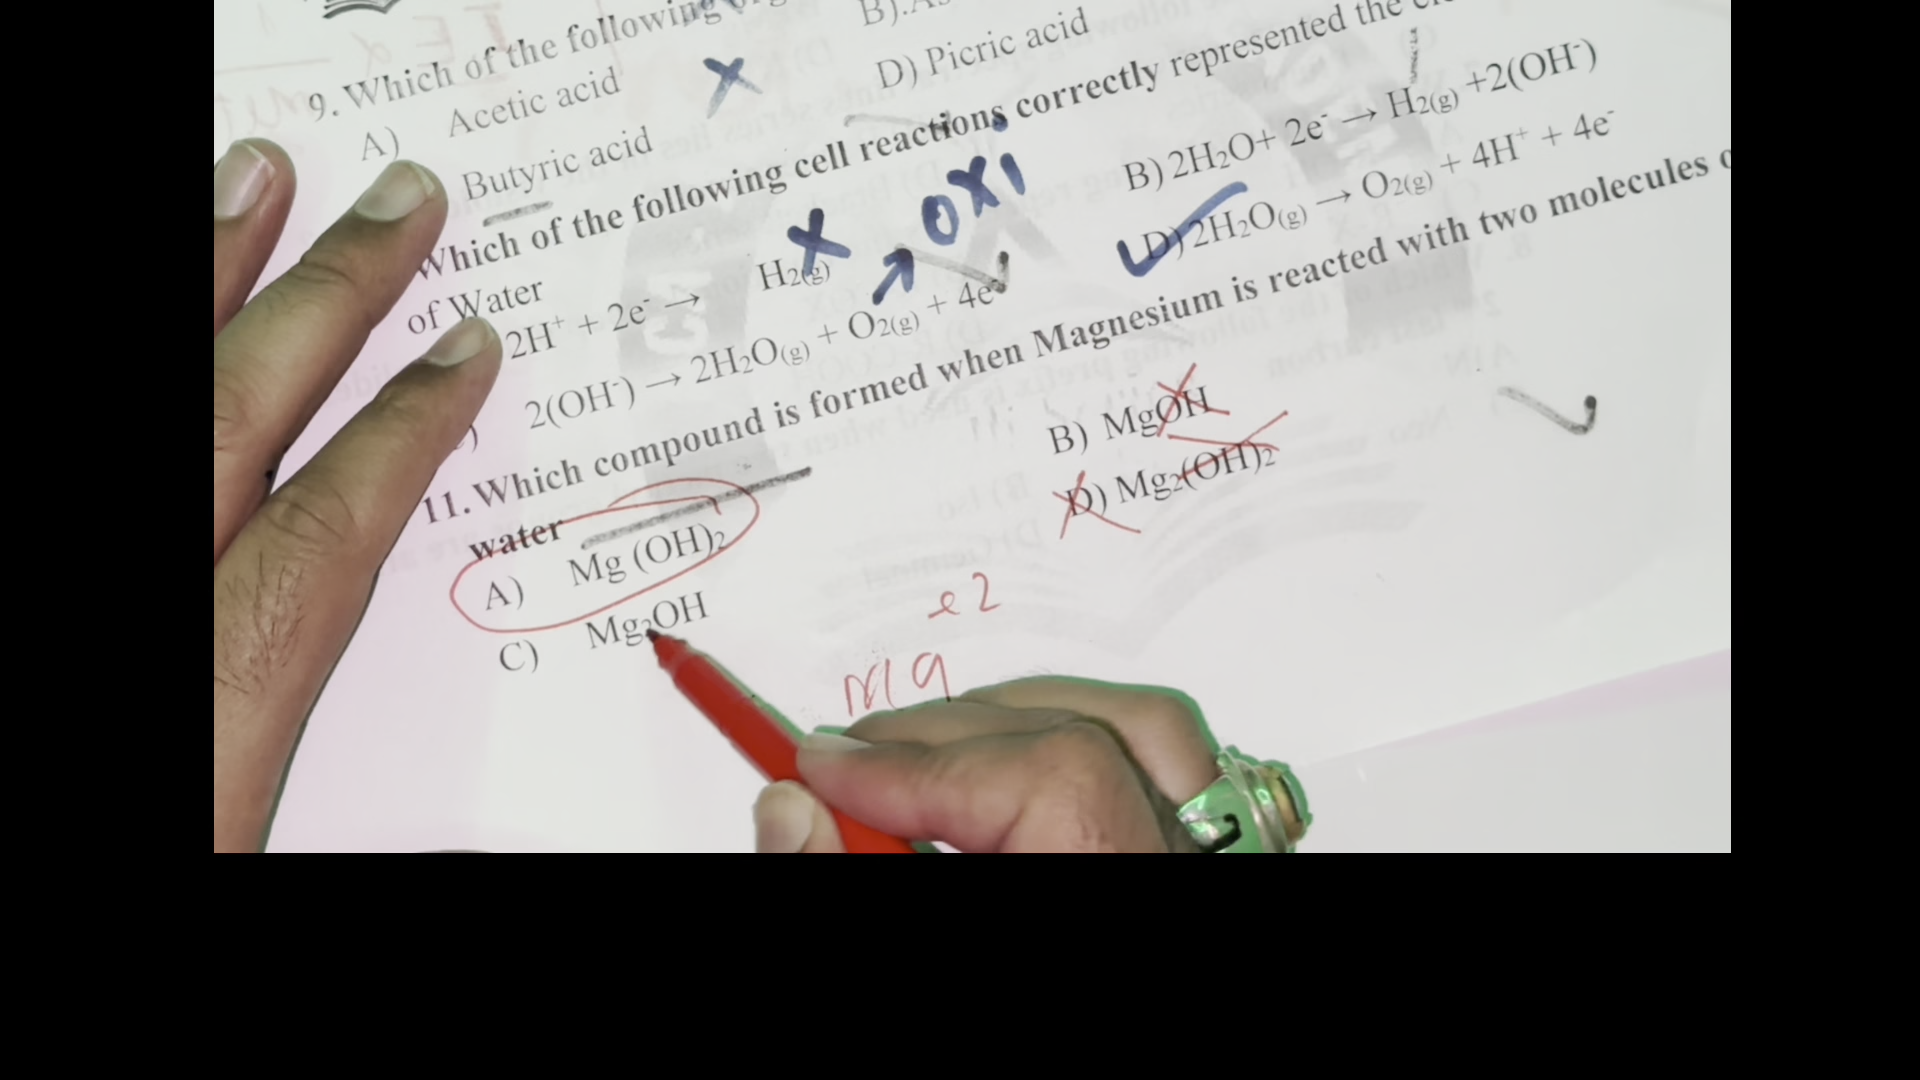 9. Which of the following
A) Acetic acid
D) Picric acid
Butyric acid
Which of the following cell reactions correctly represented the
of Water
2H⁺ + 2e⁻ → H₂(g)
B) 2H₂O+ 2e⁻ → H₂(g) +2(OH⁻)
OXi
2(OH⁻) → 2H₂O(g) + O₂(g) + 4e⁻
D) 2H₂O(g) → O₂(g) + 4H⁺ + 4e⁻
11. Which compound is formed when Magnesium is reacted with two molecules
water
A) Mg (OH)₂
B) MgOH
C) Mg₂OH
D) Mg₂(OH)₂
e2